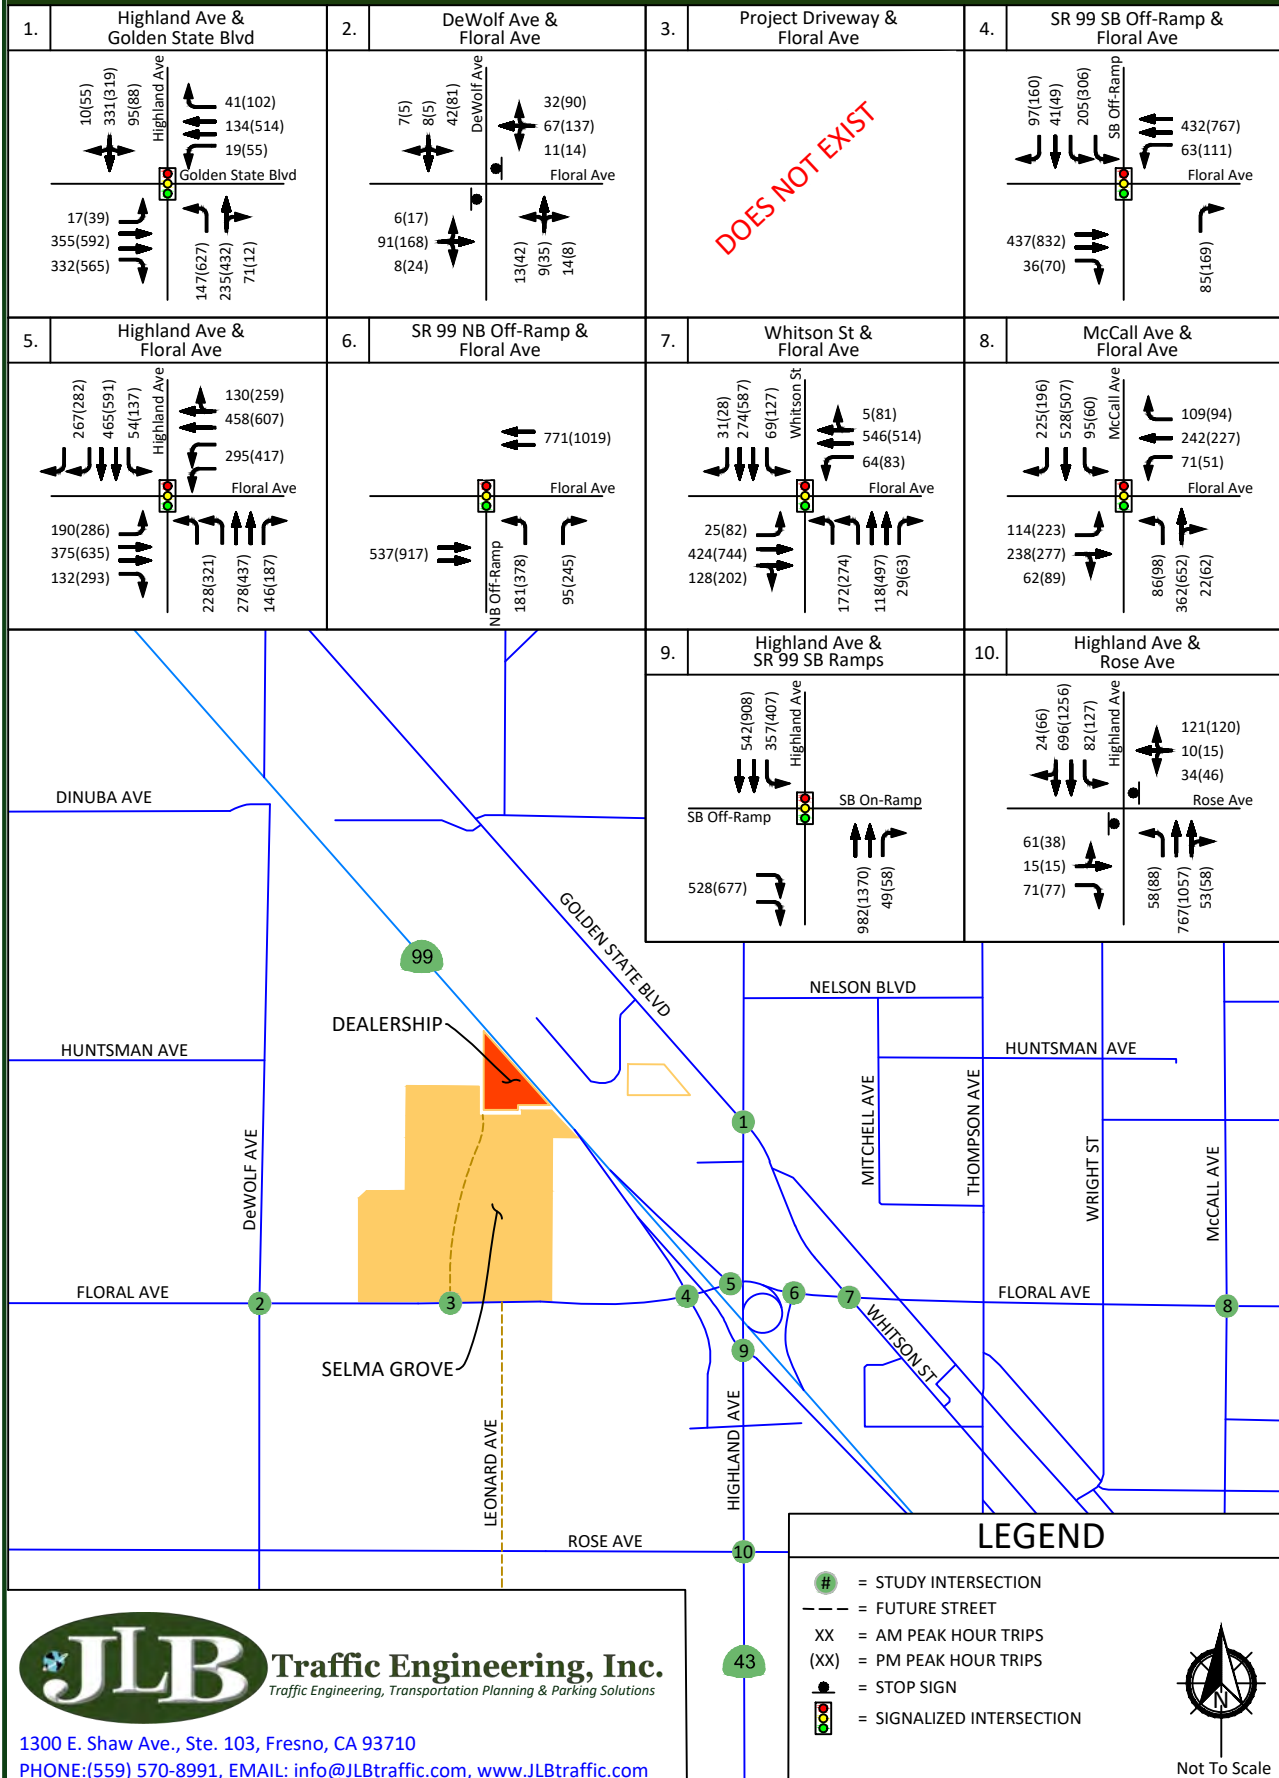 1.
Highland Ave &
Golden State Blvd
10(55)
331(319)
95(88)
Highland Ave
41(102)
134(514)
19(55)
Golden State Blvd
17(39)
355(592)
332(565)
147(627)
235(432)
71(12)
2.
DeWolf Ave &
Floral Ave
7(5)
8(5)
42(81)
DeWolf Ave
32(90)
67(137)
11(14)
Floral Ave
6(17)
91(168)
8(24)
13(42)
9(35)
14(8)
3.
Project Driveway &
Floral Ave
DOES NOT EXIST
4.
SR 99 SB Off-Ramp &
Floral Ave
97(160)
41(49)
205(306)
SB Off-Ramp
432(767)
63(111)
Floral Ave
437(832)
36(70)
85(169)
5.
Highland Ave &
Floral Ave
267(282)
465(591)
54(137)
Highland Ave
130(259)
458(607)
295(417)
Floral Ave
190(286)
375(635)
132(293)
228(321)
278(437)
146(187)
6.
SR 99 NB Off-Ramp &
Floral Ave
771(1019)
Floral Ave
537(917)
NB Off-Ramp
181(378)
95(245)
7.
Whitson St &
Floral Ave
31(28)
274(587)
69(127)
Whitson St
5(81)
546(514)
64(83)
Floral Ave
25(82)
424(744)
128(202)
172(274)
118(497)
29(63)
8.
McCall Ave &
Floral Ave
225(196)
528(507)
95(60)
McCall Ave
109(94)
242(227)
71(51)
Floral Ave
114(223)
238(277)
62(89)
86(98)
362(652)
22(62)
9.
Highland Ave &
SR 99 SB Ramps
542(908)
357(407)
Highland Ave
SB On-Ramp
SB Off-Ramp
528(677)
982(1370)
49(58)
10.
Highland Ave &
Rose Ave
24(66)
696(1256)
82(127)
Highland Ave
121(120)
10(15)
34(46)
Rose Ave
61(38)
15(15)
71(77)
58(88)
767(1057)
53(58)
DINUBA AVE
99
GOLDEN STATE BLVD
NELSON BLVD
DEALERSHIP
HUNTSMAN AVE
HUNTSMAN AVE
MITCHELL AVE
THOMPSON AVE
WRIGHT ST
McCALL AVE
DeWOLF AVE
1
FLORAL AVE
2
3
4
5
6
7
FLORAL AVE
8
9
WHITSON ST
SELMA GROVE
HIGHLAND AVE
LEONARD AVE
ROSE AVE
10
43
LEGEND
# = STUDY INTERSECTION
= FUTURE STREET
XX = AM PEAK HOUR TRIPS
(XX) = PM PEAK HOUR TRIPS
= STOP SIGN
= SIGNALIZED INTERSECTION
N
Not To Scale
JLB Traffic Engineering, Inc.
Traffic Engineering, Transportation Planning & Parking Solutions
1300 E. Shaw Ave., Ste. 103, Fresno, CA 93710
PHONE:(559) 570-8991, EMAIL: info@JLBtraffic.com, www.JLBtraffic.com